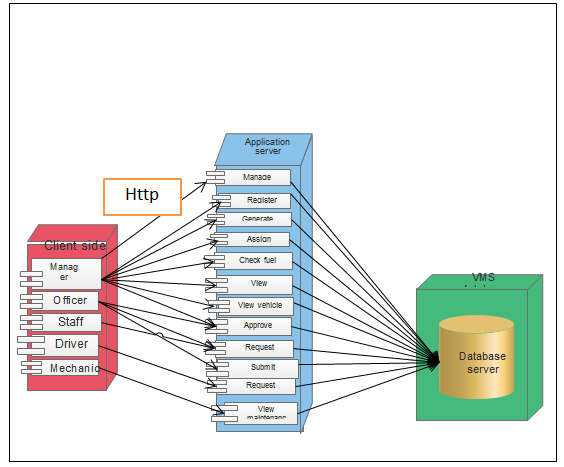 Application
server
Manage
Http
Register
Generate
Assign
Client side
Check fuel
Manag
er
View
VMS
Officer
View vehicle
Staff
Approve
Driver
Request
Database
server
Mechanic
Submit
Request
View
maintenanc